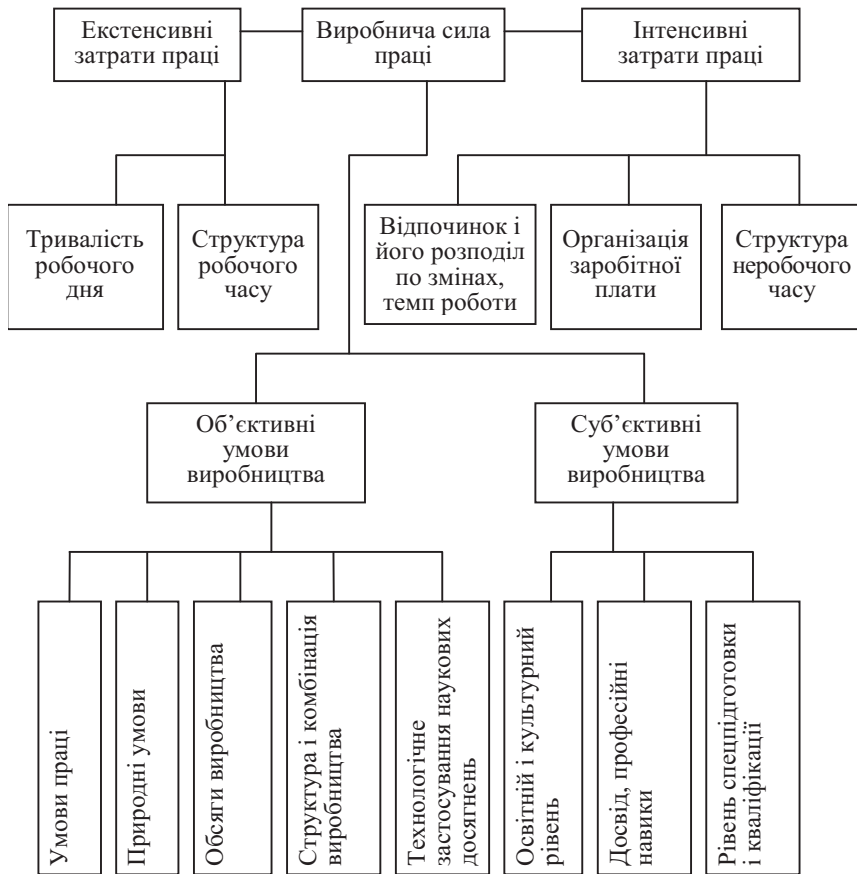 Екстенсивні
затрати праці
Виробнича сила
праці
Інтенсивні
затрати праці
Тривалість
робочого
дня
Структура
робочого
часу
Відпочинок і
його розподіл
по змінах,
темп роботи
Організація
заробітної
плати
Структура
неробочого
часу
Об’єктивні
умови
виробництва
Суб’єктивні
умови
виробництва
Умови праці
Природні умови
Обсяги виробництва
Структура і комбінація
виробництва
Технологічне
застосування наукових
досягнень
Освітній і культурний
рівень
Досвід, професійні
навики
Рівень спецпідготовки
і кваліфікації